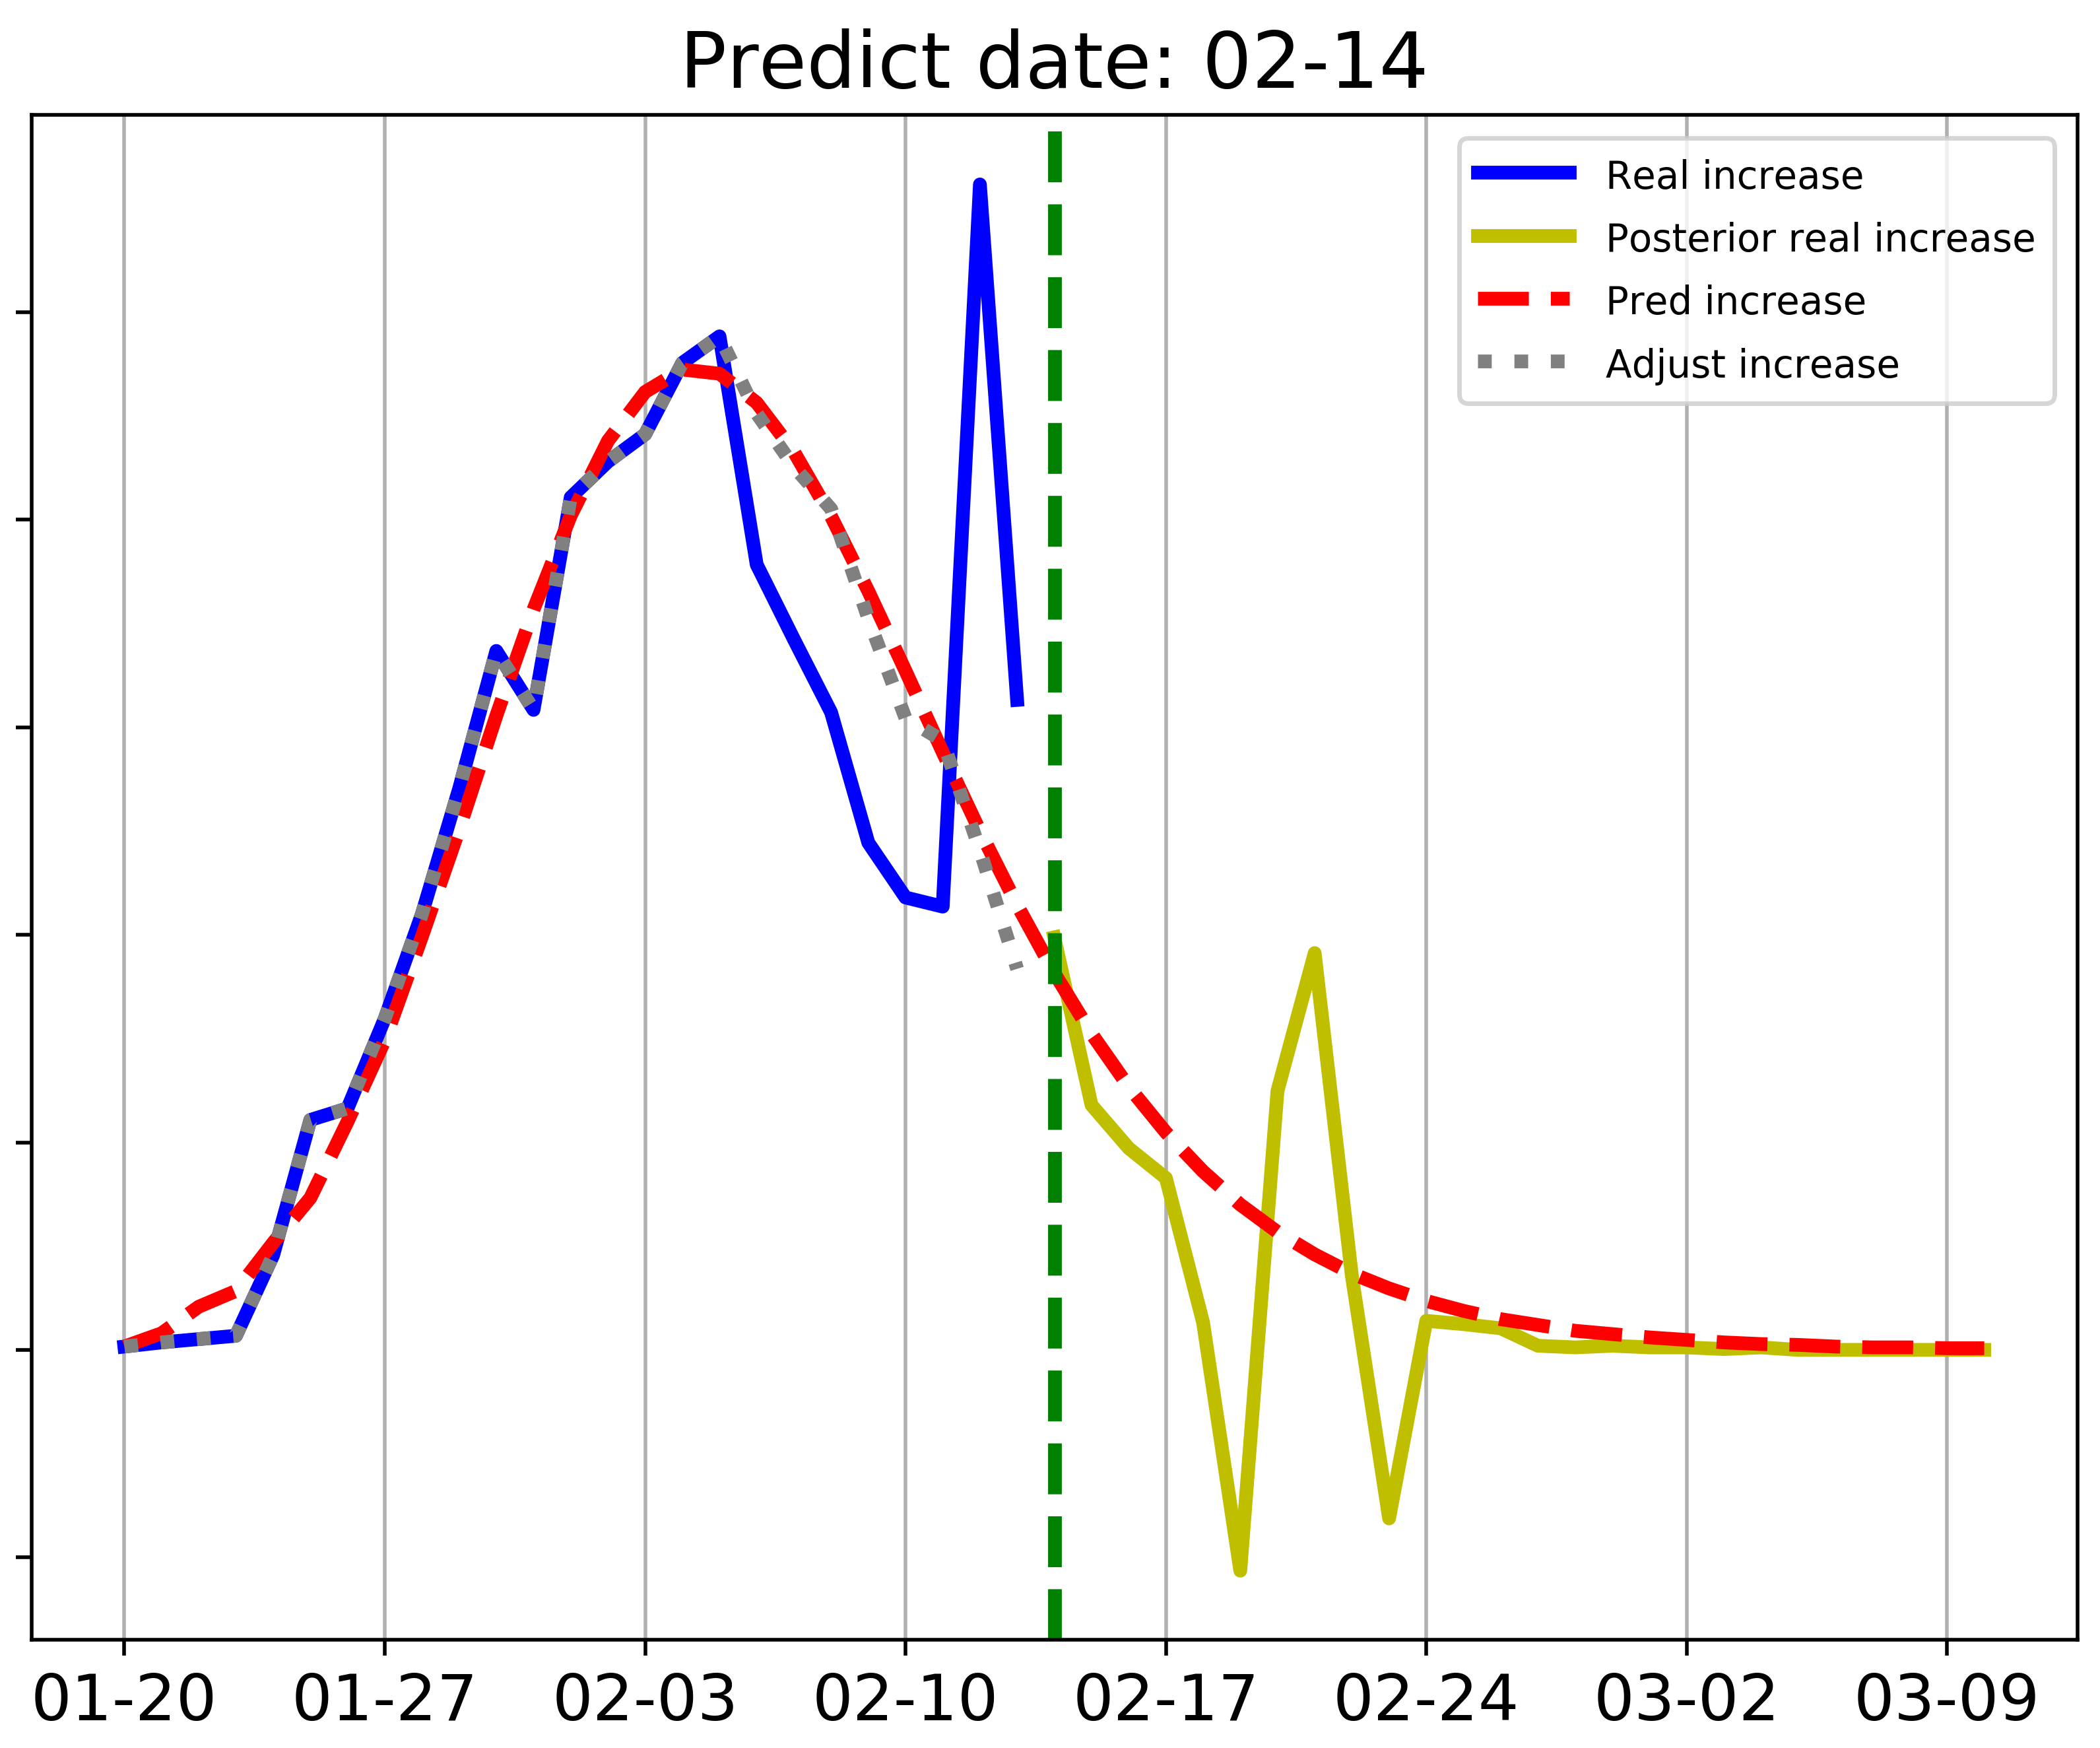 Predict date: 02-14
Real increase
Posterior real increase
Pred increase
Adjust increase
01-20 01-27 02-03 02-10 02-17 02-24 03-02 03-09